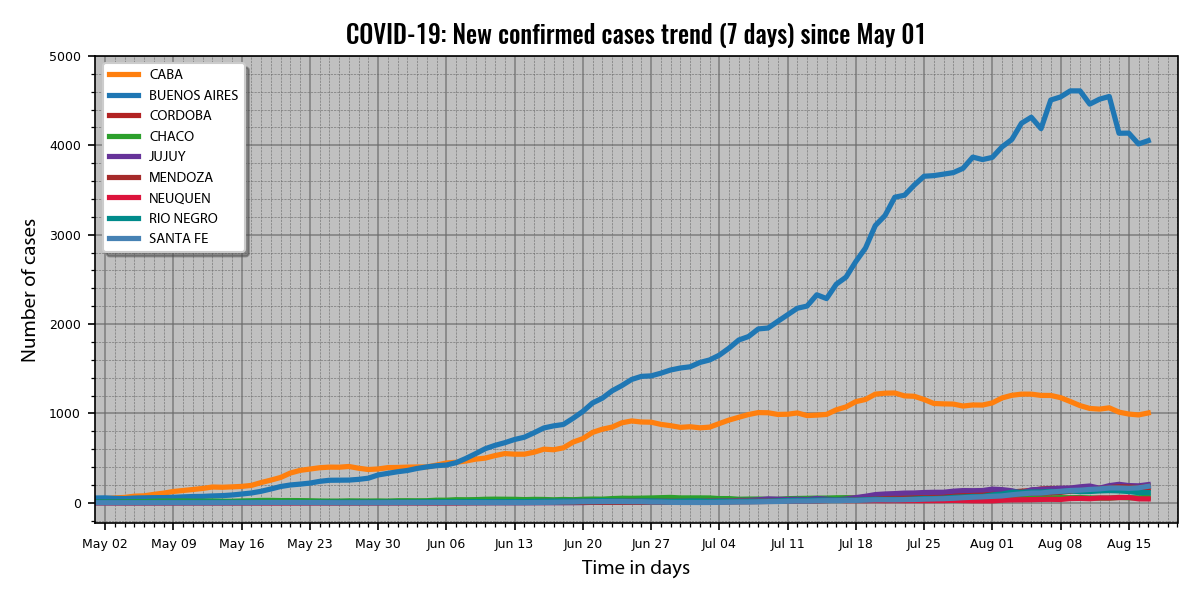 COVID-19: New confirmed cases trend (7 days) since May 01
5000
4000
3000
2000
1000
0
Number of cases
CABA
BUENOS AIRES
CORDOBA
CHACO
JUJUY
MENDOZA
NEUQUEN
RIO NEGRO
SANTA FE
May 02 May 09 May 16 May 23 May 30 Jun 06 Jun 13 Jun 20 Jun 27 Jul 04 Jul 11 Jul 18 Jul 25 Aug 01 Aug 08 Aug 15
Time in days